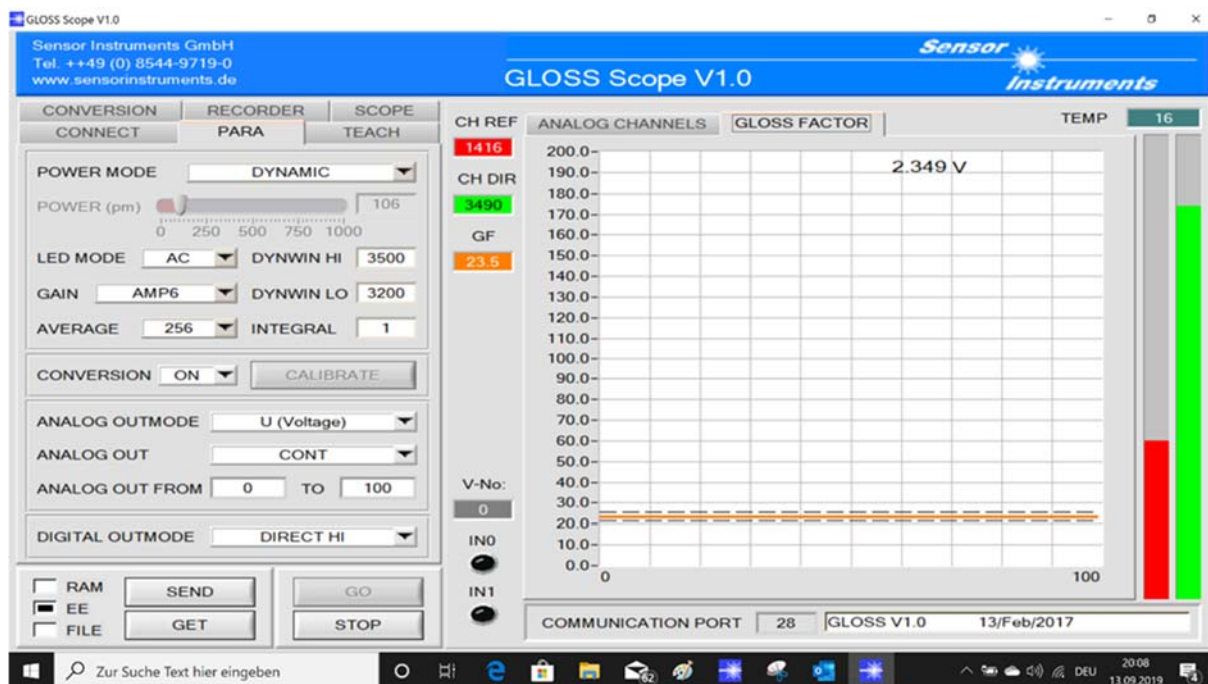 GLOSS Scope V1.0
Sensor Instruments GmbH
Tel. ++49 (0) 8544-9719-0
www.sensorinstruments.de
GLOSS Scope V1.0
Sensor
Instruments
CONVERSION RECORDER SCOPE
CONNECT PARA TEACH
POWER MODE DYNAMIC
POWER (pm) 106
0 250 500 750 1000
LED MODE AC DYNWIN HI 3500
GAIN AMP6 DYNWIN LO 3200
AVERAGE 256 INTEGRAL 1
CONVERSION ON CALIBRATE
ANALOG OUTMODE U (Voltage)
ANALOG OUT CONT
ANALOG OUT FROM 0 TO 100
DIGITAL OUTMODE DIRECT HI
RAM
EE
FILE
SEND
GET
GO
STOP
CH REF
1416
CH DIR
3490
GF
23.5
V-No:
0
IN0
IN1
ANALOG CHANNELS GLOSS FACTOR
TEMP 16
2.349 V
200.0
190.0
180.0
170.0
160.0
150.0
140.0
130.0
120.0
110.0
100.0
90.0
80.0
70.0
60.0
50.0
40.0
30.0
20.0
10.0
0.0
0 100
COMMUNICATION PORT 28 GLOSS V1.0 13/Feb/2017
Zur Suche Text hier eingeben
62
DEU
20:08
13.09.2019
4